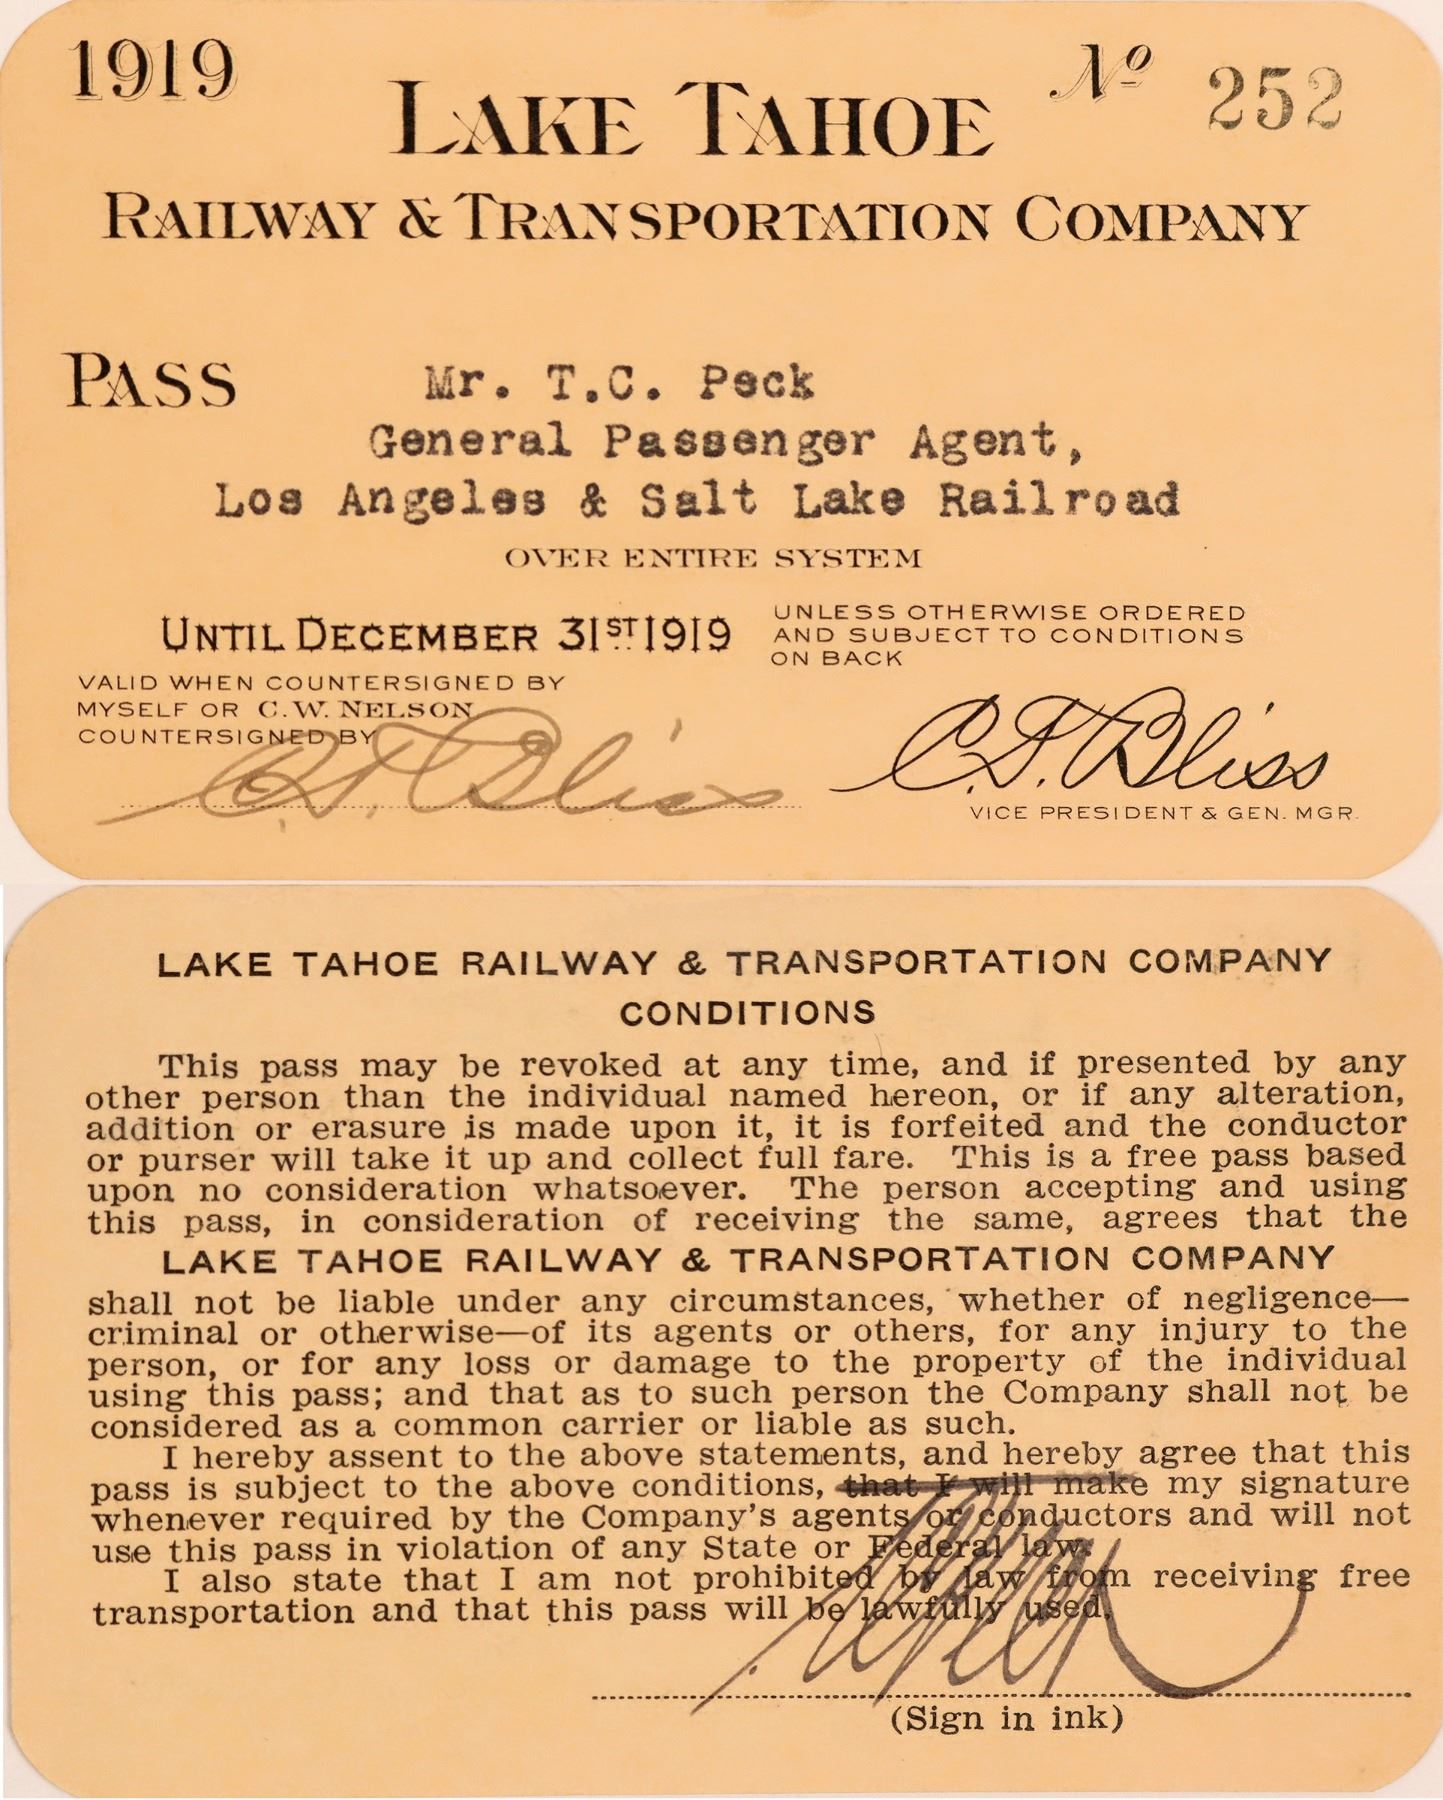 1919
Nº 252
LAKE TAHOE
RAILWAY & TRANSPORTATION COMPANY
PASS Mr. T.C. Peck
General Passenger Agent,
Los Angeles & Salt Lake Railroad
OVER ENTIRE SYSTEM
UNTIL DECEMBER 31ST 1919
UNLESS OTHERWISE ORDERED
AND SUBJECT TO CONDITIONS
ON BACK
VALID WHEN COUNTERSIGNED BY
MYSELF OR C.W. NELSON
COUNTERSIGNED BY
C.T. Bliss
C.T. Bliss
VICE PRESIDENT & GEN. MGR.
LAKE TAHOE RAILWAY & TRANSPORTATION COMPANY
CONDITIONS
This pass may be revoked at any time, and if presented by any
other person than the individual named hereon, or if any alteration,
addition or erasure is made upon it, it is forfeited and the conductor
or purser will take it up and collect full fare. This is a free pass based
upon no consideration whatsoever. The person accepting and using
this pass, in consideration of receiving the same, agrees that the
LAKE TAHOE RAILWAY & TRANSPORTATION COMPANY
shall not be liable under any circumstances, whether of negligence—
criminal or otherwise—of its agents or others, for any injury to the
person, or for any loss or damage to the property of the individual
using this pass; and that as to such person the Company shall not be
considered as a common carrier or liable as such.
I hereby assent to the above statements, and hereby agree that this
pass is subject to the above conditions, that I will make my signature
whenever required by the Company's agents or conductors and will not
use this pass in violation of any State or Federal law.
I also state that I am not prohibited by law from receiving free
transportation and that this pass will be lawfully used.
(Sign in ink)